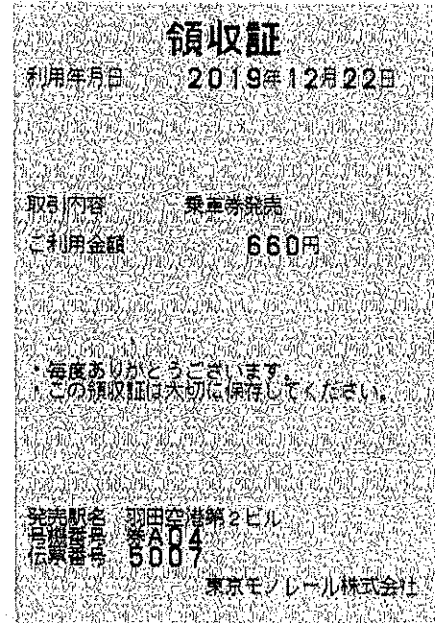 領収証
利用年月日 2019年12月22日
取引内容 乗車券発売
ご利用金額 660円
・毎度ありがとうございます。
・この領収証は大切に保存してください。
発売駅名 羽田空港第2ビル
号機番号 券A04
伝票番号 5007
東京モノレール株式会社